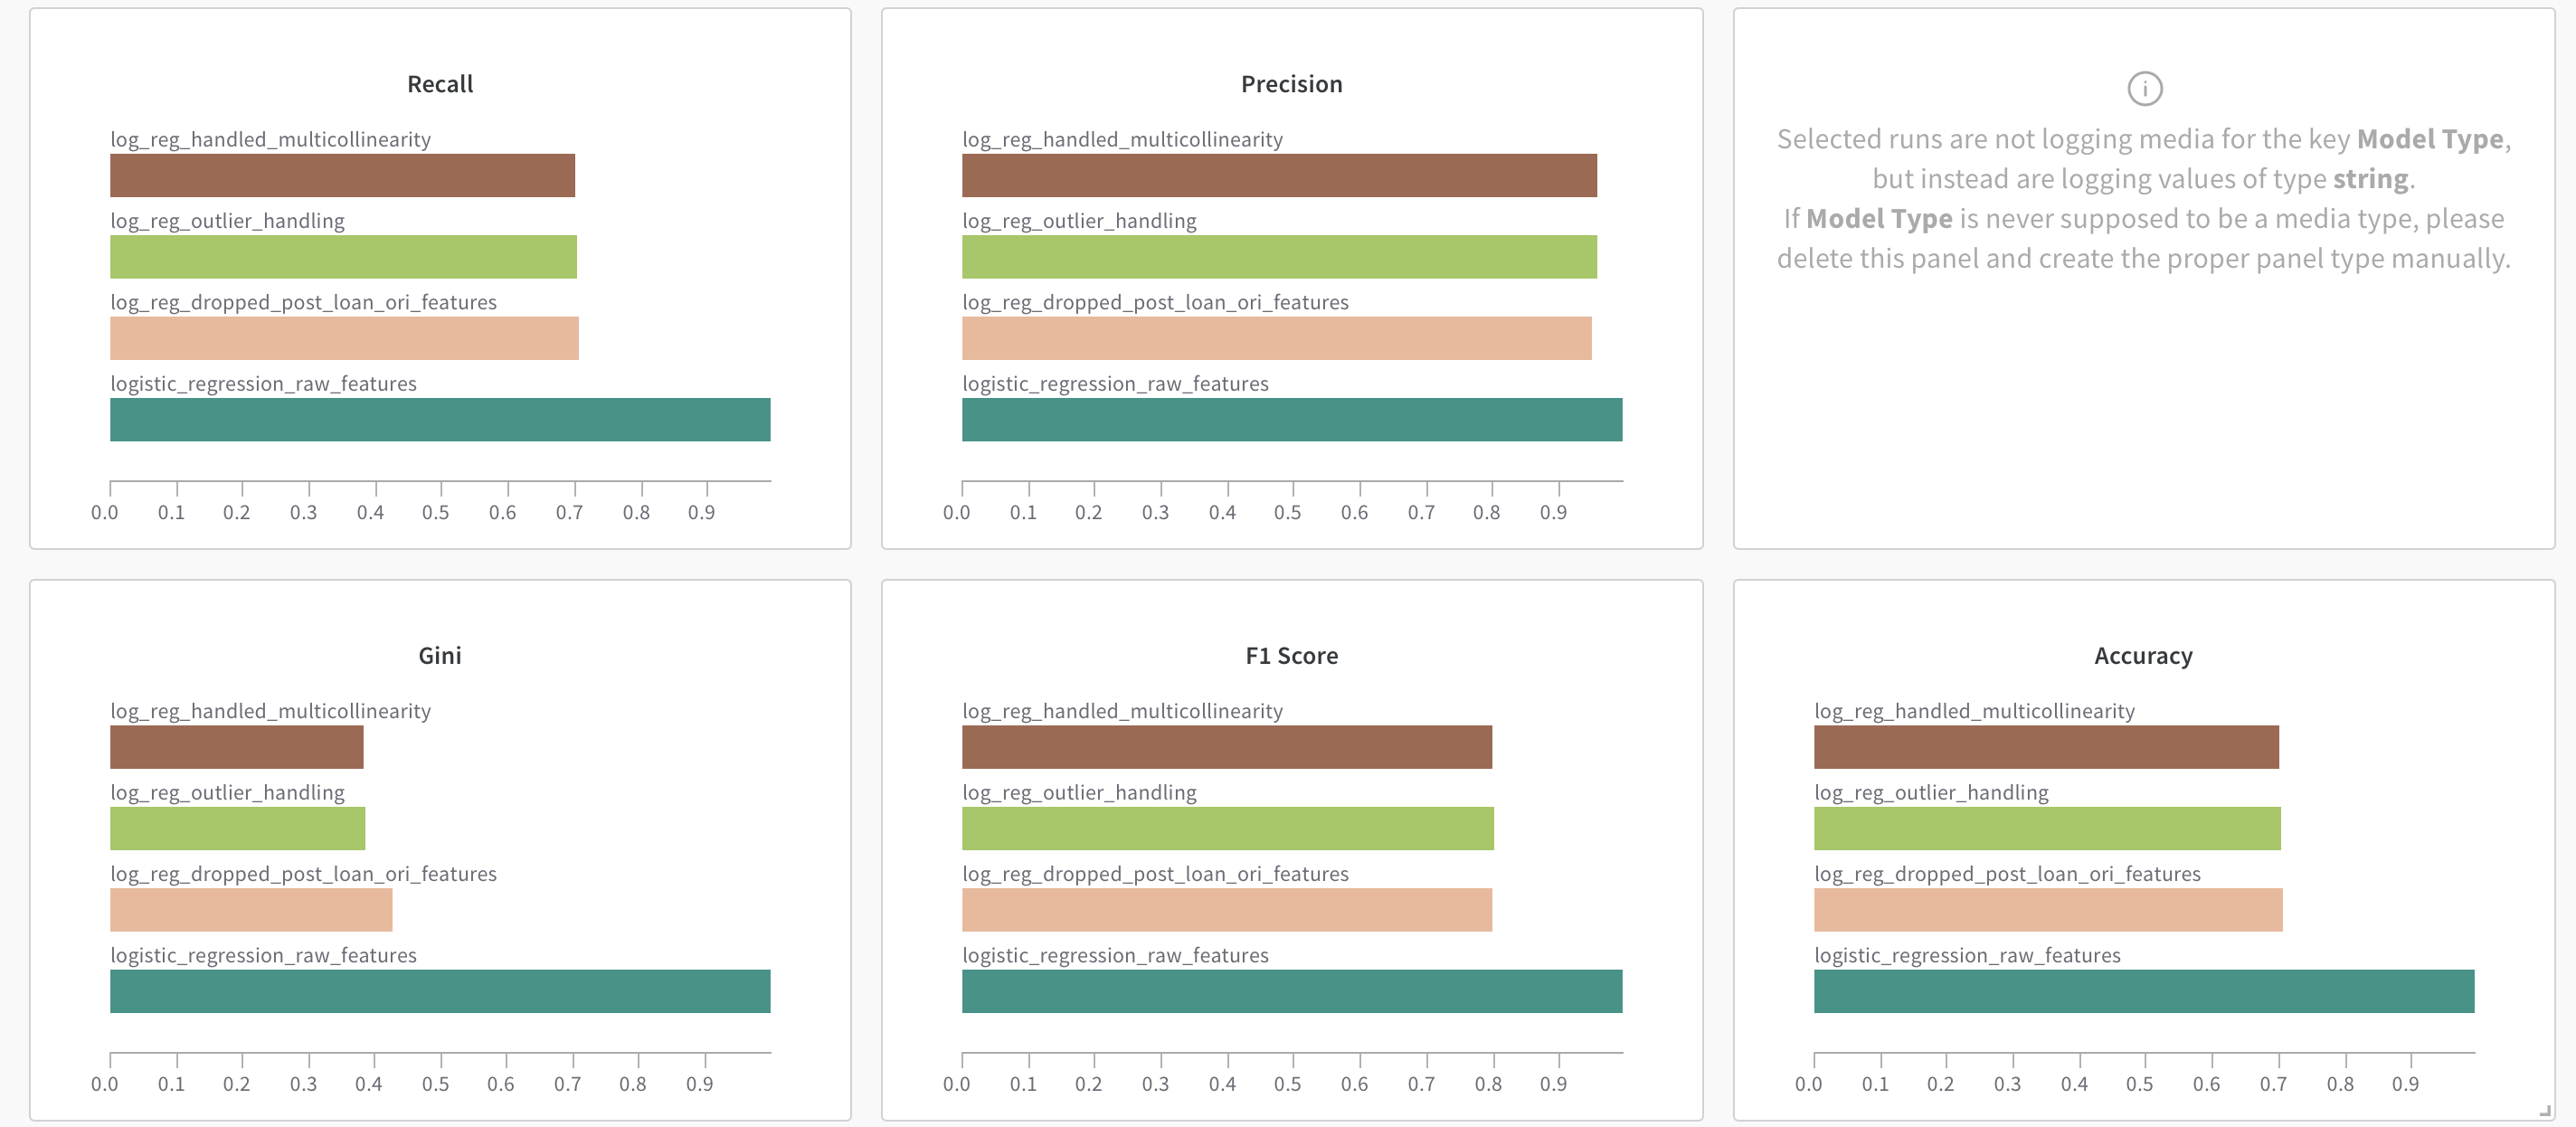 Recall
log_reg_handled_multicollinearity
log_reg_outlier_handling
log_reg_dropped_post_loan_ori_features
logistic_regression_raw_features
0.0 0.1 0.2 0.3 0.4 0.5 0.6 0.7 0.8 0.9
Precision
log_reg_handled_multicollinearity
log_reg_outlier_handling
log_reg_dropped_post_loan_ori_features
logistic_regression_raw_features
0.0 0.1 0.2 0.3 0.4 0.5 0.6 0.7 0.8 0.9
Selected runs are not logging media for the key Model Type,
but instead are logging values of type string.
If Model Type is never supposed to be a media type, please
delete this panel and create the proper panel type manually.
Gini
log_reg_handled_multicollinearity
log_reg_outlier_handling
log_reg_dropped_post_loan_ori_features
logistic_regression_raw_features
0.0 0.1 0.2 0.3 0.4 0.5 0.6 0.7 0.8 0.9
F1 Score
log_reg_handled_multicollinearity
log_reg_outlier_handling
log_reg_dropped_post_loan_ori_features
logistic_regression_raw_features
0.0 0.1 0.2 0.3 0.4 0.5 0.6 0.7 0.8 0.9
Accuracy
log_reg_handled_multicollinearity
log_reg_outlier_handling
log_reg_dropped_post_loan_ori_features
logistic_regression_raw_features
0.0 0.1 0.2 0.3 0.4 0.5 0.6 0.7 0.8 0.9